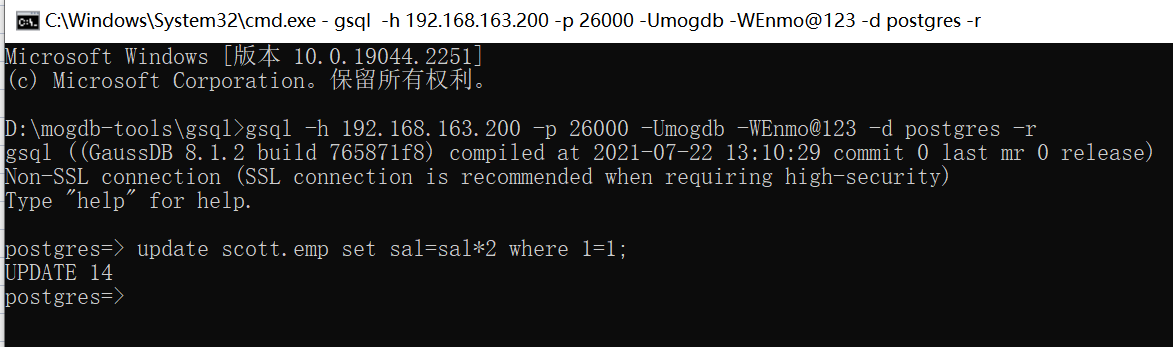 C:\Windows\System32\cmd.exe - gsql  -h 192.168.163.200 -p 26000 -Umogdb -WEnmo@123 -d postgres -r
Microsoft Windows [版本 10.0.19044.2251]
(c) Microsoft Corporation。保留所有权利。
D:\mogdb-tools\gsql>gsql -h 192.168.163.200 -p 26000 -Umogdb -WEnmo@123 -d postgres -r
gsql ((GaussDB 8.1.2 build 765871f8) compiled at 2021-07-22 13:10:29 commit 0 last mr 0 release)
Non-SSL connection (SSL connection is recommended when requiring high-security)
Type "help" for help.
postgres=> update scott.emp set sal=sal*2 where 1=1;
UPDATE 14
postgres=>